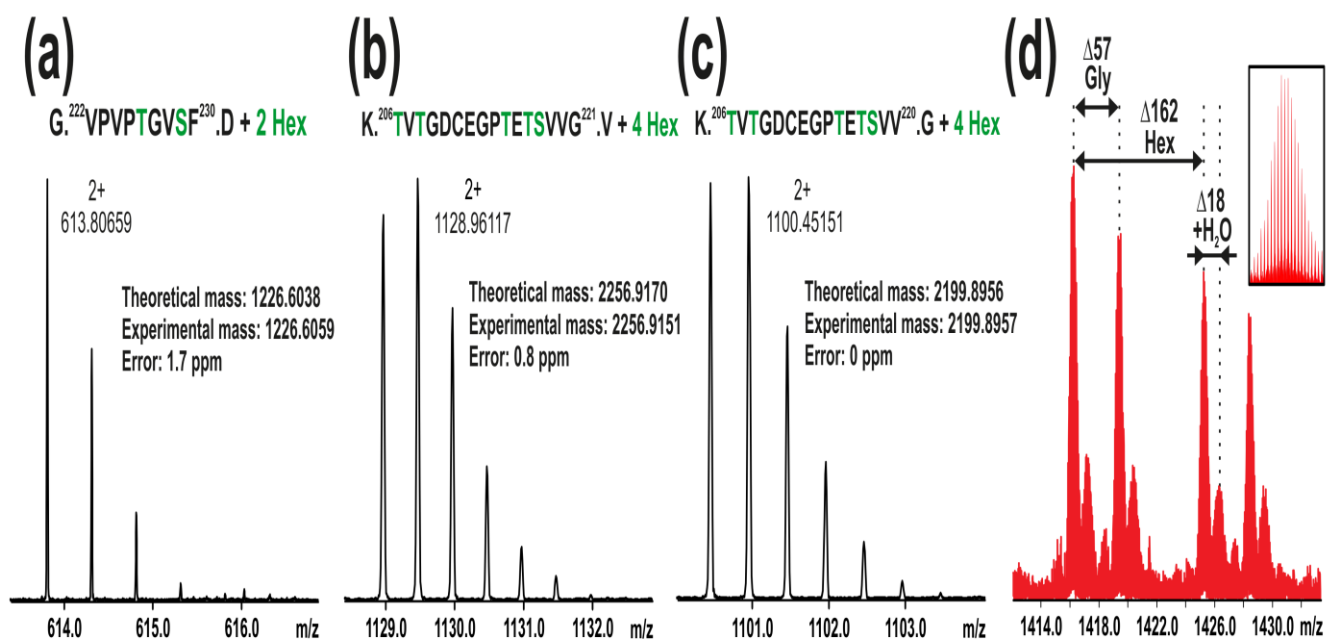 (a)
G.²²²VPVPTGVSF²³⁰.D + 2 Hex
2+
613.80659
Theoretical mass: 1226.6038
Experimental mass: 1226.6059
Error: 1.7 ppm
614.0 615.0 616.0 m/z
(b)
K.²⁰⁶TVTGDCEGPTETSVVG²²¹.V + 4 Hex
2+
1128.96117
Theoretical mass: 2256.9170
Experimental mass: 2256.9151
Error: 0.8 ppm
1129.0 1130.0 1131.0 1132.0 m/z
(c)
K.²⁰⁶TVTGDCEGPTETSVV²²⁰.G + 4 Hex
2+
1100.45151
Theoretical mass: 2199.8956
Experimental mass: 2199.8957
Error: 0 ppm
1101.0 1102.0 1103.0 m/z
(d)
Δ57
Gly
Δ162
Hex
Δ18
+H₂O
1414.0 1418.0 1422.0 1426.0 1430.0 m/z